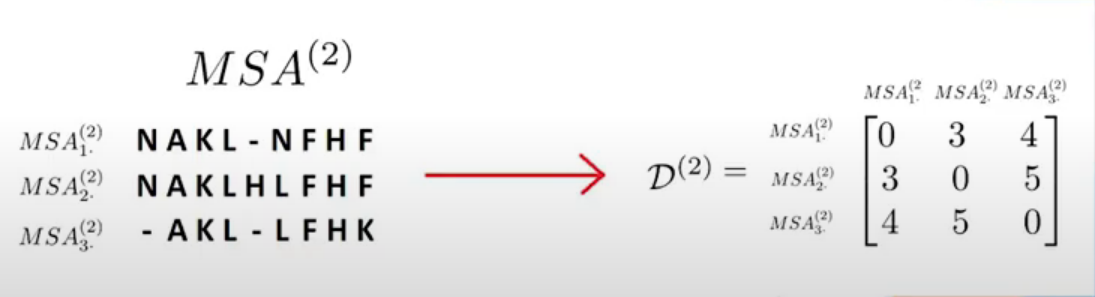 MSA^(2)
MSA_1.^(2) NAKL-NFHF
MSA_2.^(2) NAKLHLFHF
MSA_3.^(2) -AKL-LFHK
MSA_1.^(2 MSA_2.^(2) MSA_3.^(2)
D^(2) =
MSA_1.^(2) 0 3 4
MSA_2.^(2) 3 0 5
MSA_3.^(2) 4 5 0